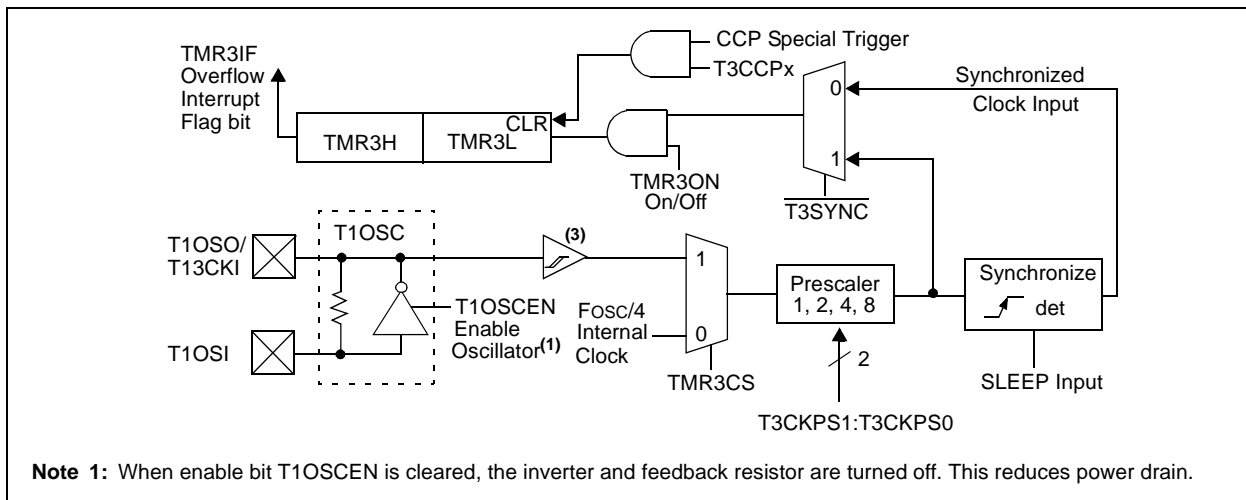 TMR3IF
Overflow
Interrupt
Flag bit
CCP Special Trigger
T3CCPx
Synchronized
Clock Input
0
1
CLR
TMR3H
TMR3L
TMR3ON
On/Off
T3SYNC
T1OSC
T1OSO/
T13CKI
(3)
1
0
Prescaler
1, 2, 4, 8
Synchronize
det
T1OSCEN
Enable
Oscillator(1)
FOSC/4
Internal
Clock
T1OSI
TMR3CS
2
SLEEP Input
T3CKPS1:T3CKPS0
Note 1: When enable bit T1OSCEN is cleared, the inverter and feedback resistor are turned off. This reduces power drain.